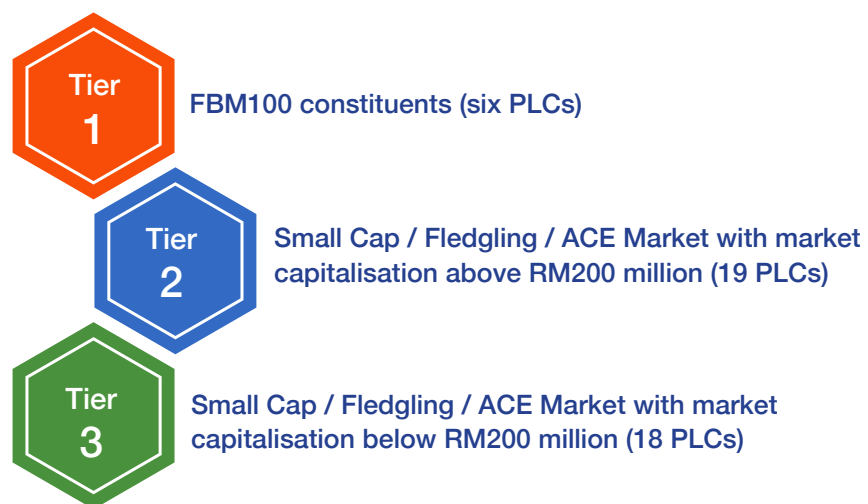 Tier
1
FBM100 constituents (six PLCs)
Tier
2
Small Cap / Fledgling / ACE Market with market
capitalisation above RM200 million (19 PLCs)
Tier
3
Small Cap / Fledgling / ACE Market with market
capitalisation below RM200 million (18 PLCs)